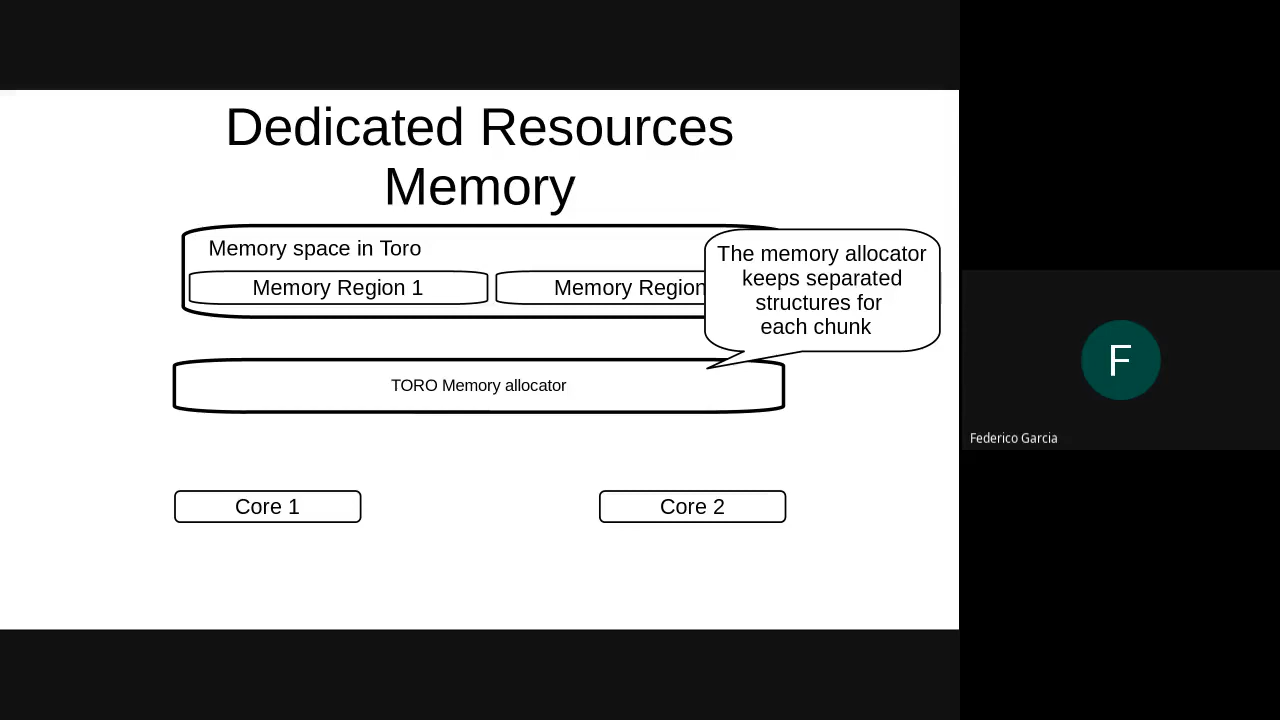 Dedicated Resources
Memory
Memory space in Toro
Memory Region 1
Memory Region
The memory allocator
keeps separated
structures for
each chunk
TORO Memory allocator
Core 1
Core 2
F
Federico Garcia